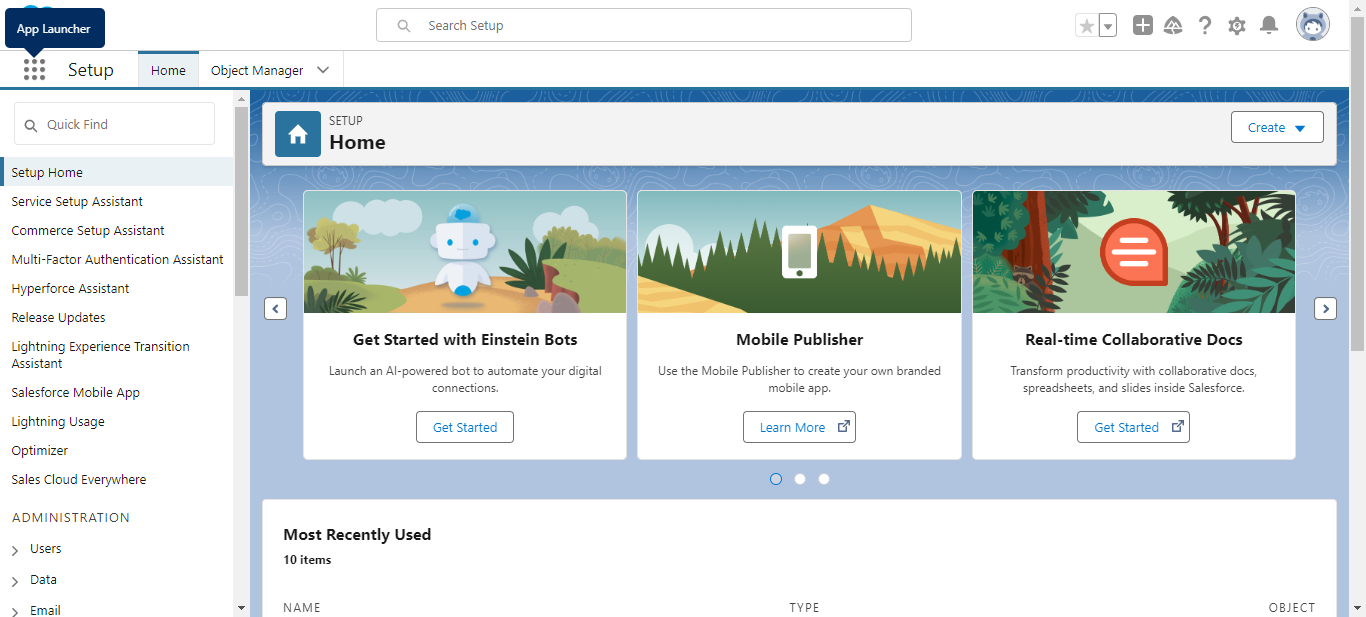 App Launcher
Search Setup
Setup
Home
Object Manager
Quick Find
Setup Home
Service Setup Assistant
Commerce Setup Assistant
Multi-Factor Authentication Assistant
Hyperforce Assistant
Release Updates
Lightning Experience Transition
Assistant
Salesforce Mobile App
Lightning Usage
Optimizer
Sales Cloud Everywhere
ADMINISTRATION
Users
Data
Email
SETUP
Home
Create
Get Started with Einstein Bots
Launch an AI-powered bot to automate your digital
connections.
Get Started
Mobile Publisher
Use the Mobile Publisher to create your own branded
mobile app.
Learn More
Real-time Collaborative Docs
Transform productivity with collaborative docs,
spreadsheets, and slides inside Salesforce.
Get Started
Most Recently Used
10 items
NAME
TYPE
OBJECT